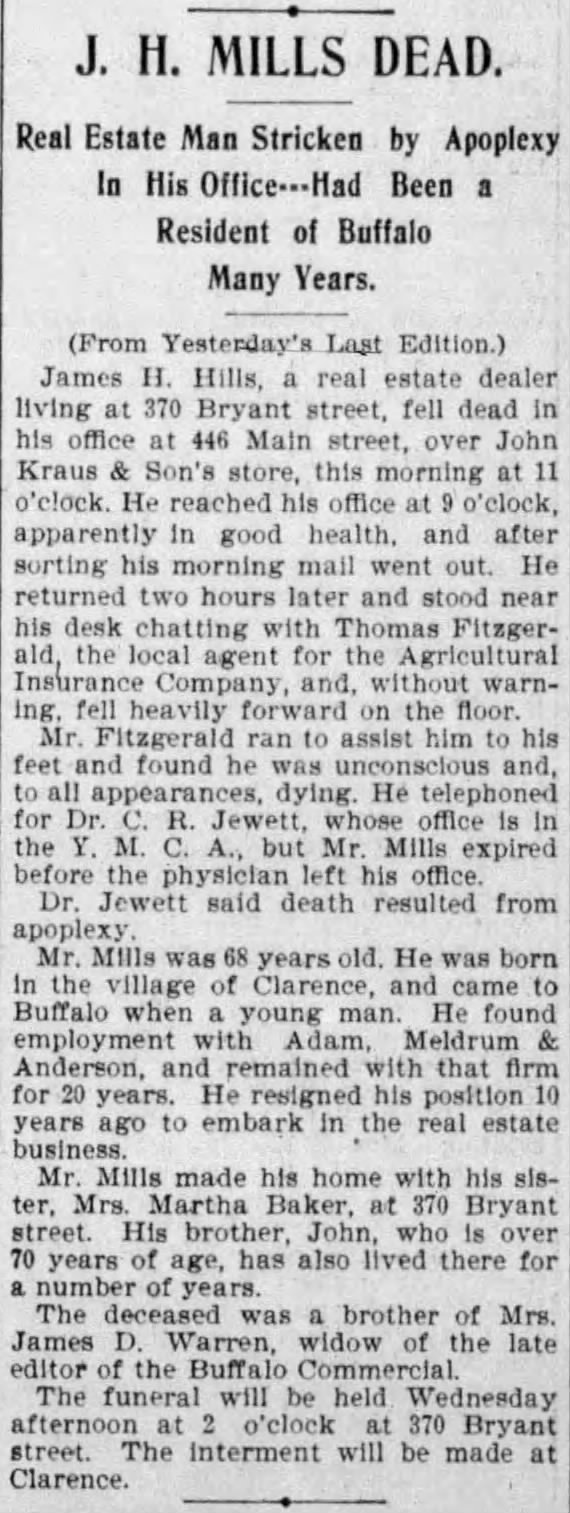 J. H. MILLS DEAD.
Real Estate Man Stricken by Apoplexy
In His Office---Had Been a
Resident of Buffalo
Many Years.
(From Yesterday's Last Edition.)
James H. Hills, a real estate dealer
living at 370 Bryant street, fell dead in
his office at 446 Main street, over John
Kraus & Son's store, this morning at 11
o'clock. He reached his office at 9 o'clock,
apparently in good health, and after
sorting his morning mail went out. He
returned two hours later and stood near
his desk chatting with Thomas Fitzger-
ald, the local agent for the Agricultural
Insurance Company, and, without warn-
ing, fell heavily forward on the floor.
Mr. Fitzgerald ran to assist him to his
feet and found he was unconscious and,
to all appearances, dying. He telephoned
for Dr. C. R. Jewett, whose office is in
the Y. M. C. A., but Mr. Mills expired
before the physician left his office.
Dr. Jewett said death resulted from
apoplexy.
Mr. Mills was 68 years old. He was born
in the village of Clarence, and came to
Buffalo when a young man. He found
employment with Adam, Meldrum &
Anderson, and remained with that firm
for 20 years. He resigned his position 10
years ago to embark in the real estate
business.
Mr. Mills made his home with his sis-
ter, Mrs. Martha Baker, at 370 Bryant
street. His brother, John, who is over
70 years of age, has also lived there for
a number of years.
The deceased was a brother of Mrs.
James D. Warren, widow of the late
editor of the Buffalo Commercial.
The funeral will be held Wednesday
afternoon at 2 o'clock at 370 Bryant
street. The interment will be made at
Clarence.